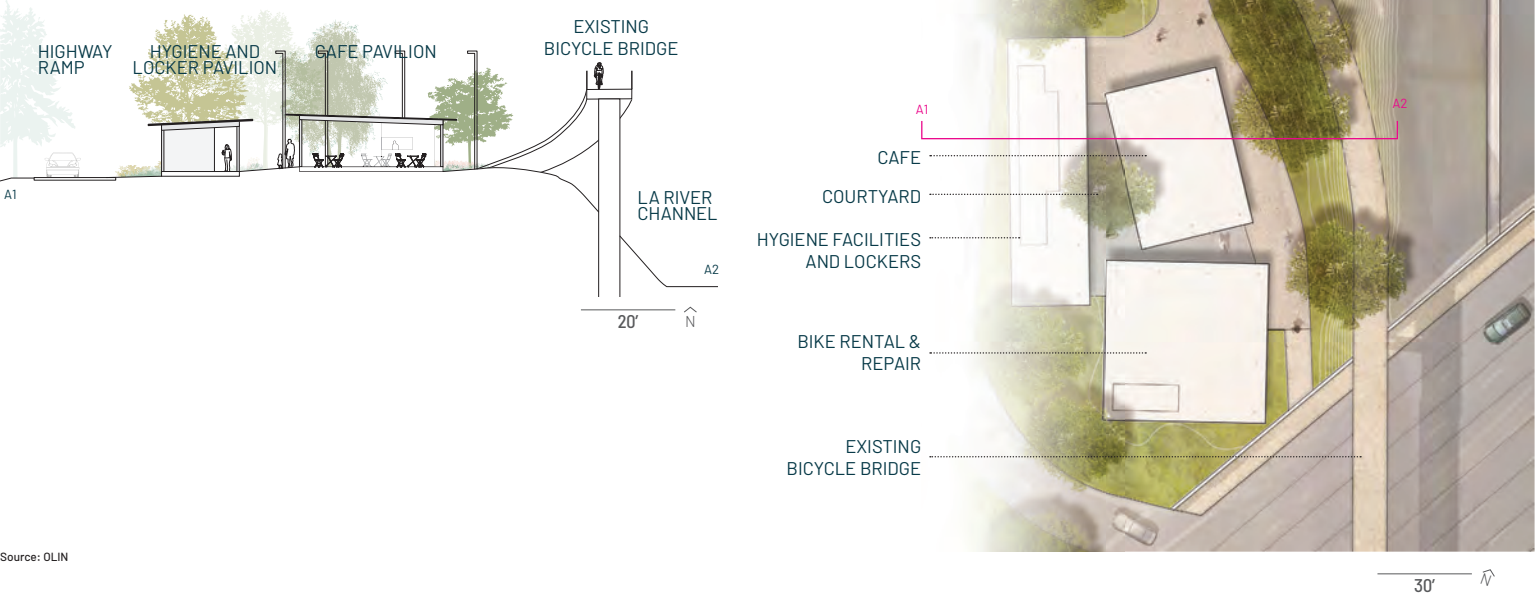 HIGHWAY
RAMP
HYGIENE AND
LOCKER PAVILION
CAFE PAVILION
EXISTING
BICYCLE BRIDGE
A1
LA RIVER
CHANNEL
A2
20’
N
Source: OLIN
A1
A2
CAFE
COURTYARD
HYGIENE FACILITIES
AND LOCKERS
BIKE RENTAL &
REPAIR
EXISTING
BICYCLE BRIDGE
30’
N